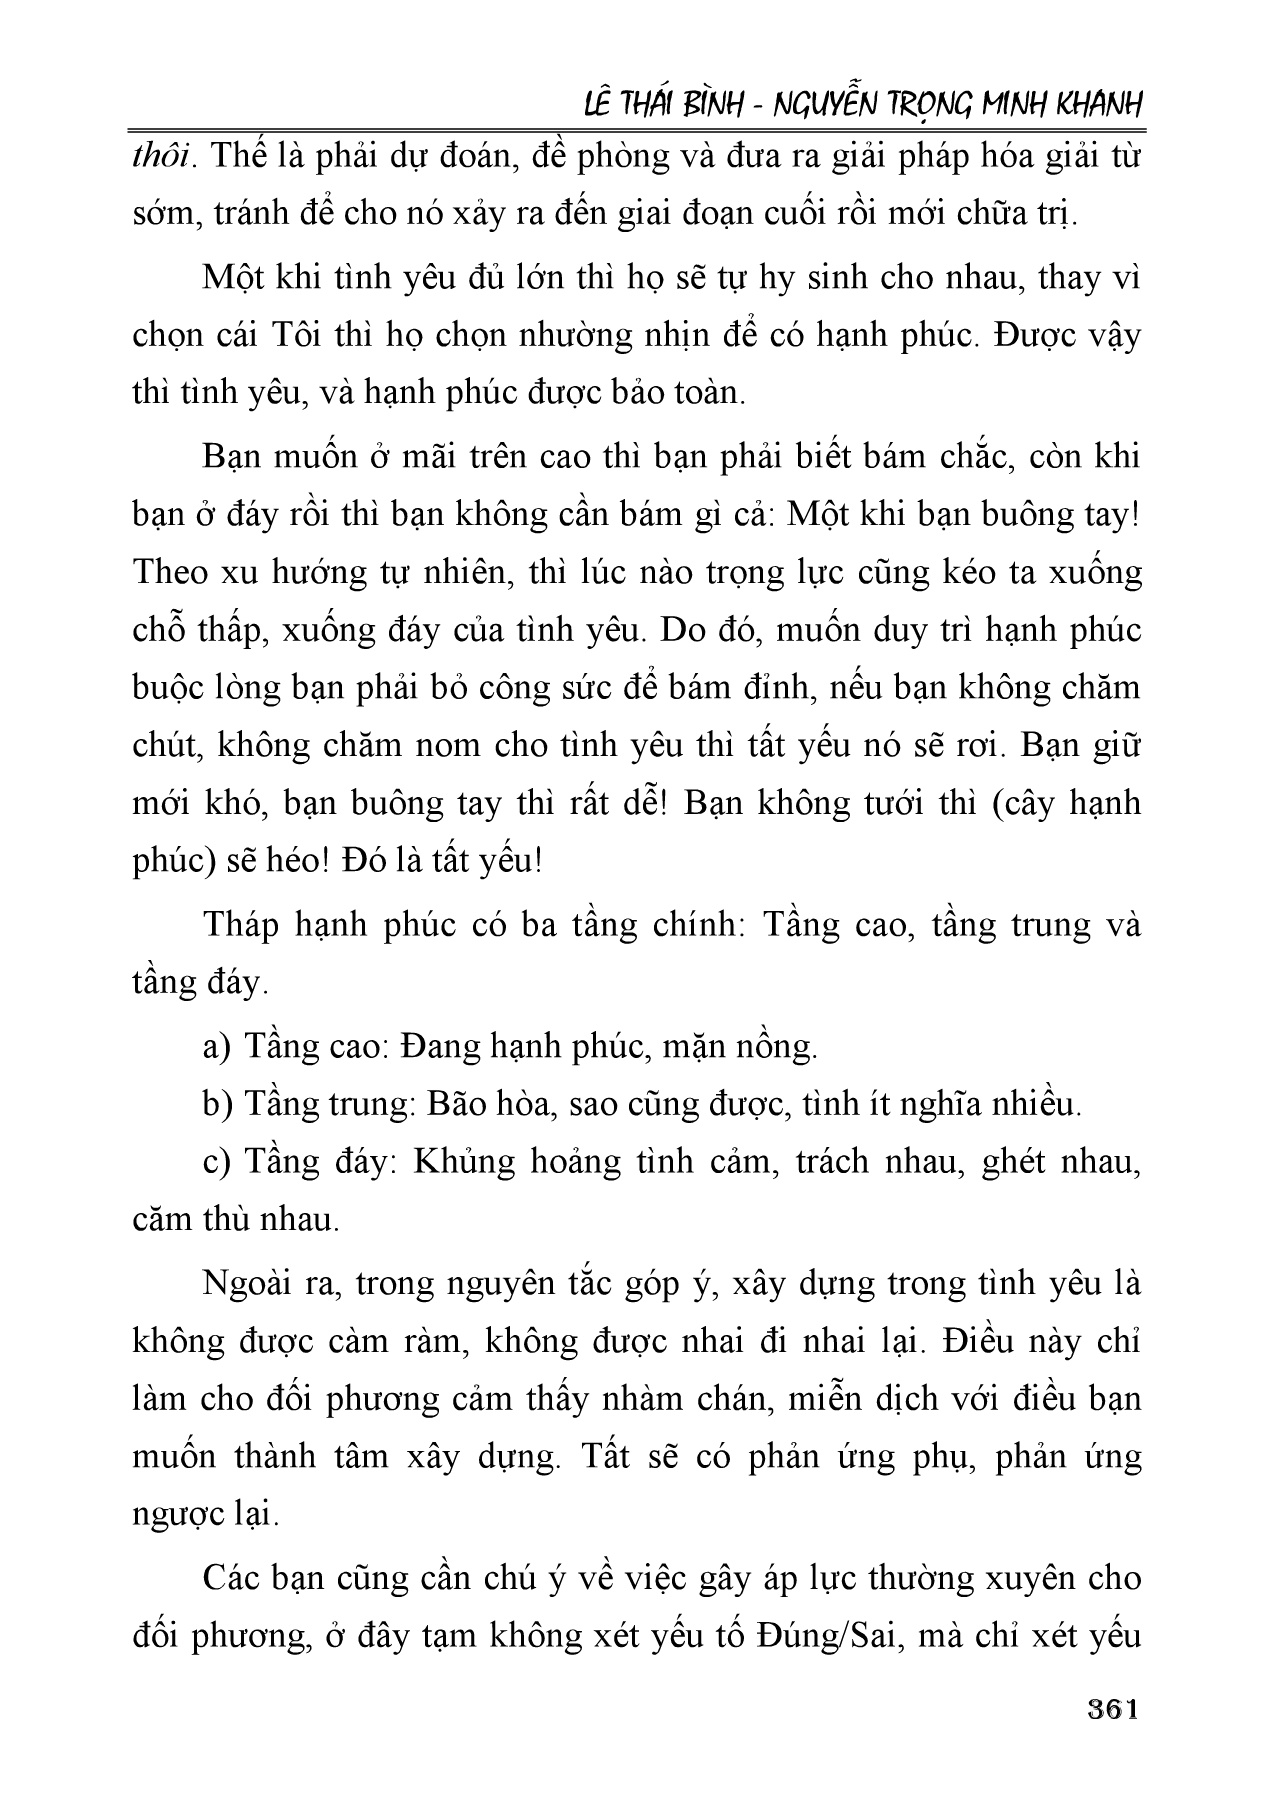 LÊ THÁI BÌNH - NGUYỄN TRỌNG MINH KHANH
thôi. Thế là phải dự đoán, đề phòng và đưa ra giải pháp hóa giải từ
sớm, tránh để cho nó xảy ra đến giai đoạn cuối rồi mới chữa trị.
Một khi tình yêu đủ lớn thì họ sẽ tự hy sinh cho nhau, thay vì
chọn cái Tôi thì họ chọn nhường nhịn để có hạnh phúc. Được vậy
thì tình yêu, và hạnh phúc được bảo toàn.
Bạn muốn ở mãi trên cao thì bạn phải biết bám chắc, còn khi
bạn ở đáy rồi thì bạn không cần bám gì cả: Một khi bạn buông tay!
Theo xu hướng tự nhiên, thì lúc nào trọng lực cũng kéo ta xuống
chỗ thấp, xuống đáy của tình yêu. Do đó, muốn duy trì hạnh phúc
buộc lòng bạn phải bỏ công sức để bám đỉnh, nếu bạn không chăm
chút, không chăm nom cho tình yêu thì tất yếu nó sẽ rơi. Bạn giữ
mới khó, bạn buông tay thì rất dễ! Bạn không tưới thì (cây hạnh
phúc) sẽ héo! Đó là tất yếu!
Tháp hạnh phúc có ba tầng chính: Tầng cao, tầng trung và
tầng đáy.
a) Tầng cao: Đang hạnh phúc, mặn nồng.
b) Tầng trung: Bão hòa, sao cũng được, tình ít nghĩa nhiều.
c) Tầng đáy: Khủng hoảng tình cảm, trách nhau, ghét nhau,
căm thù nhau.
Ngoài ra, trong nguyên tắc góp ý, xây dựng trong tình yêu là
không được càm ràm, không được nhai đi nhai lại. Điều này chỉ
làm cho đối phương cảm thấy nhàm chán, miễn dịch với điều bạn
muốn thành tâm xây dựng. Tất sẽ có phản ứng phụ, phản ứng
ngược lại.
Các bạn cũng cần chú ý về việc gây áp lực thường xuyên cho
đối phương, ở đây tạm không xét yếu tố Đúng/Sai, mà chỉ xét yếu
361